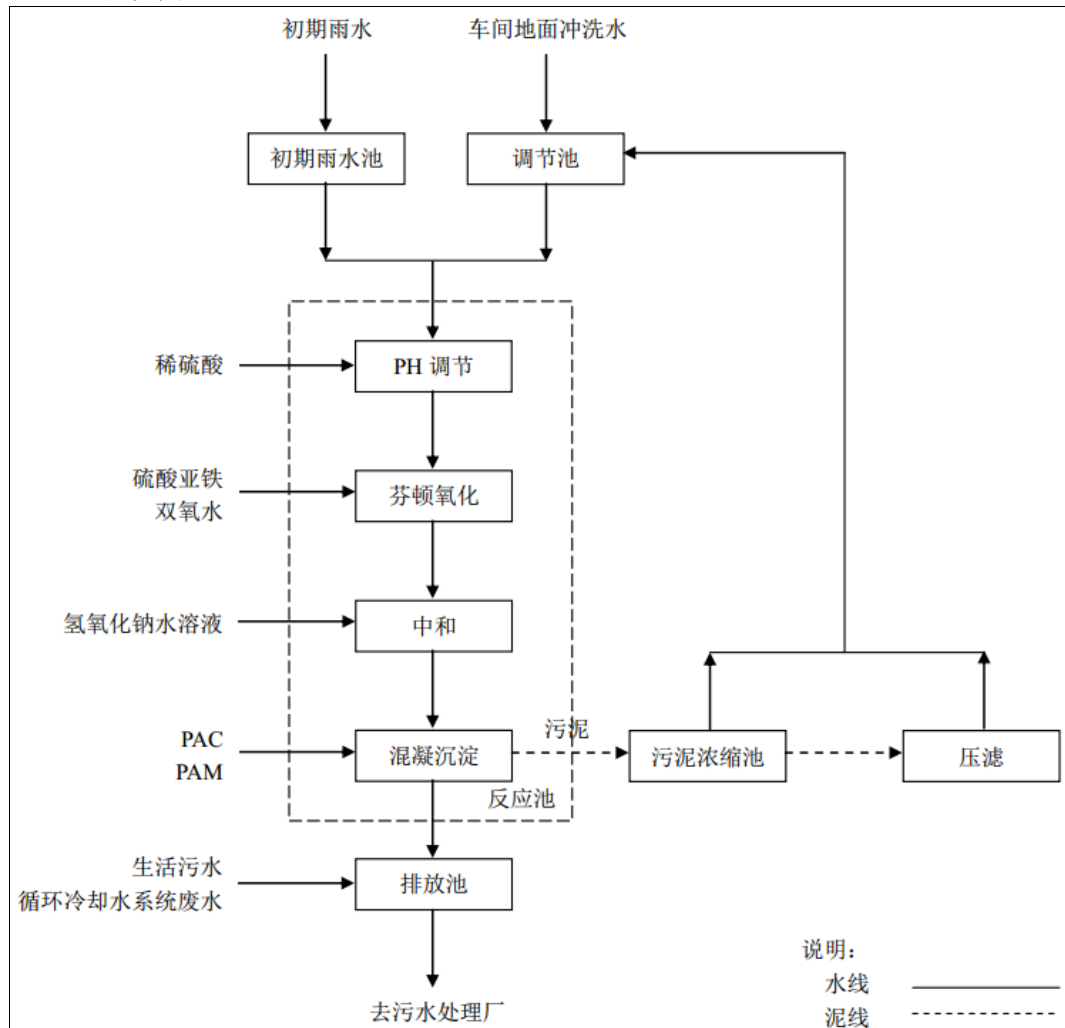 初期雨水
车间地面冲洗水
初期雨水池
调节池
稀硫酸
PH 调节
硫酸亚铁
双氧水
芬顿氧化
氢氧化钠水溶液
中和
PAC
PAM
混凝沉淀
污泥
污泥浓缩池
压滤
反应池
生活污水
循环冷却水系统废水
排放池
去污水处理厂
说明：
水线
泥线